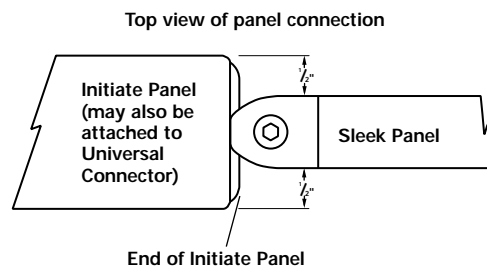 Top view of panel connection
1/2"
Initiate Panel
(may also be
attached to
Universal
Connector)
Sleek Panel
1/2"
End of Initiate Panel